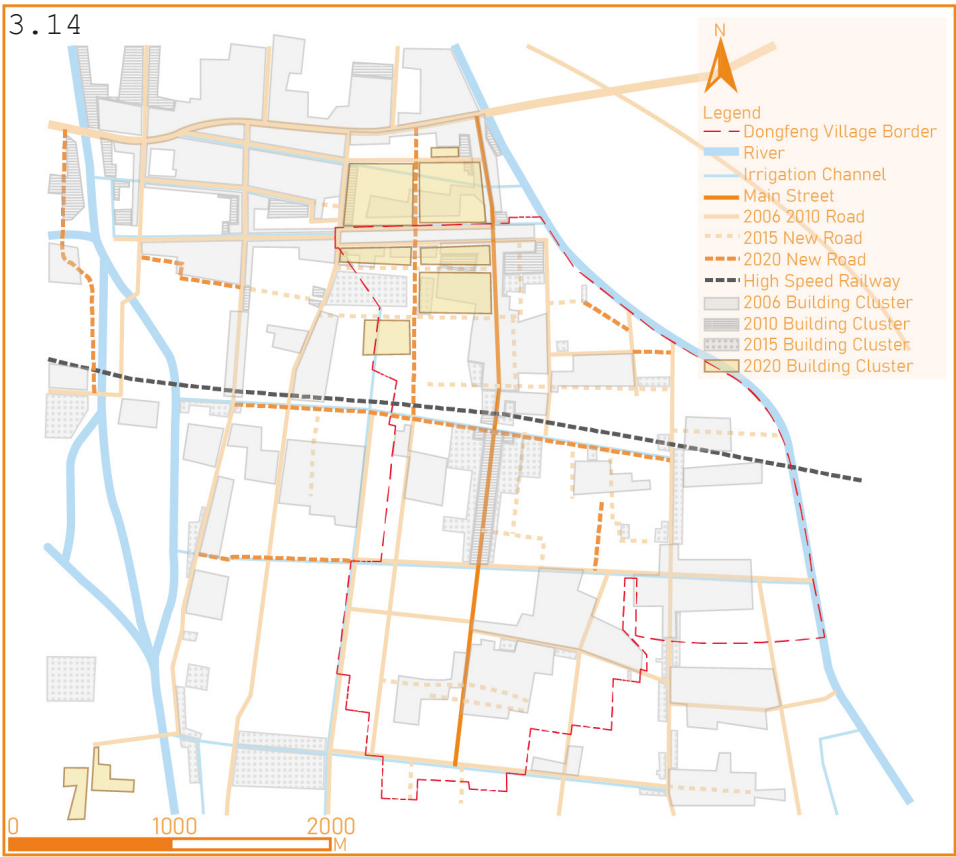 3.14
N
Legend
Dongfeng Village Border
River
Irrigation Channel
Main Street
2006 2010 Road
2015 New Road
2020 New Road
High Speed Railway
2006 Building Cluster
2010 Building Cluster
2015 Building Cluster
2020 Building Cluster
0 1000 2000
M